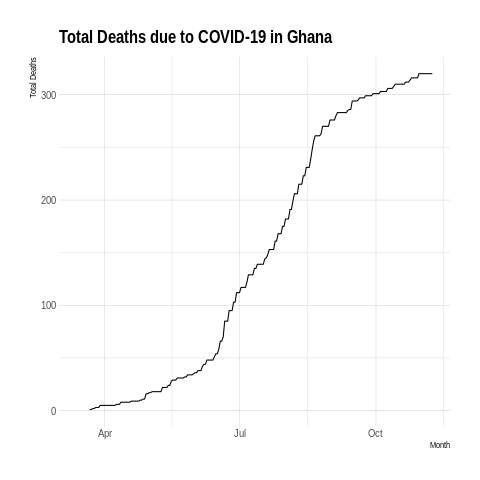 Total Deaths due to COVID-19 in Ghana
Total Deaths
300
200
100
0
Apr
Jul
Oct
Month